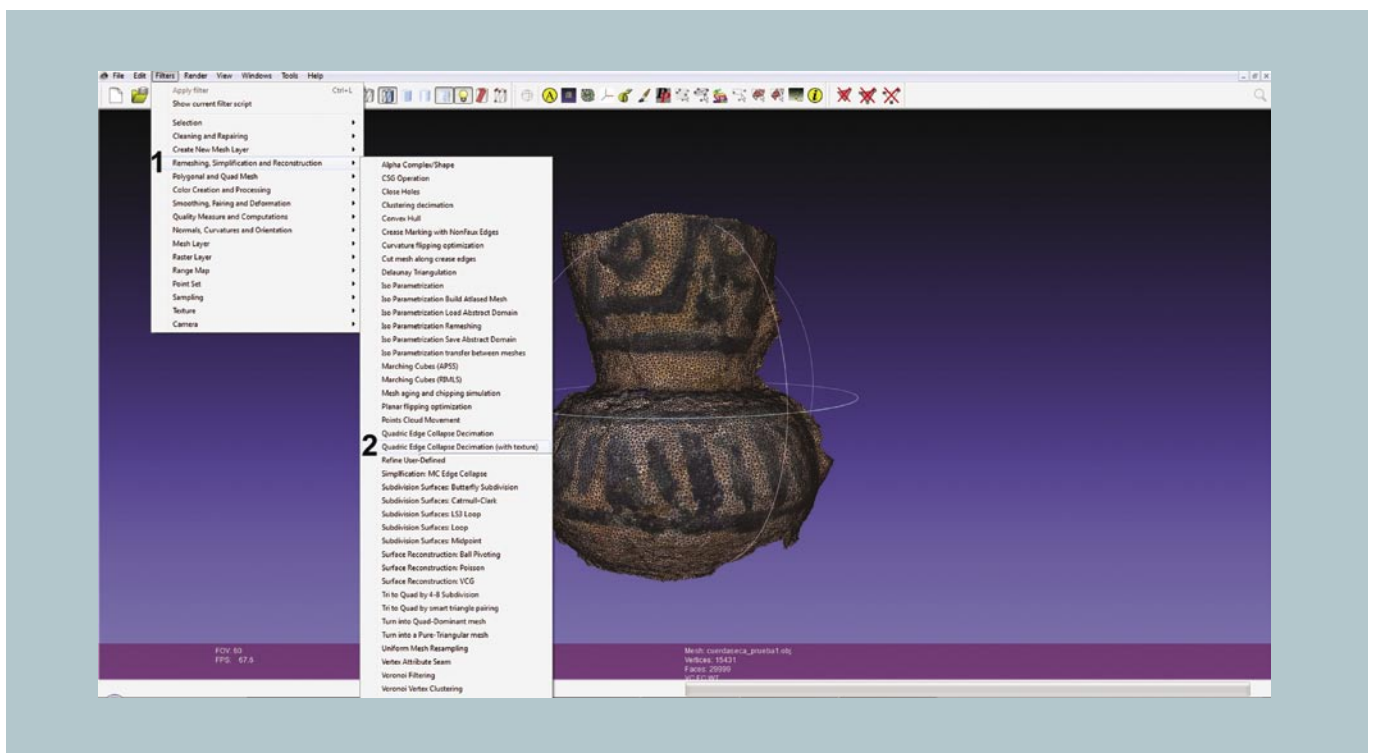 File Edit Filters Render View Windows Tools Help
Apply filter Ctrl+L
Show current filter script
Selection
Cleaning and Repairing
Create New Mesh Layer
1
Remeshing, Simplification and Reconstruction
Polygonal and Quad Mesh
Color Creation and Processing
Smoothing, Fairing and Deformation
Quality Measure and Computations
Normals, Curvatures and Orientation
Mesh Layer
Raster Layer
Range Map
Point Set
Sampling
Texture
Camera
Alpha Complex/Shape
CSG Operation
Close Holes
Clustering decimation
Convex Hull
Crease Marking with NonFaux Edges
Curvature flipping optimization
Cut mesh along crease edges
Delaunay Triangulation
Iso Parametrization
Iso Parametrization Build Atlased Mesh
Iso Parametrization Load Abstract Domain
Iso Parametrization Remeshing
Iso Parametrization Save Abstract Domain
Iso Parametrization transfer between meshes
Marching Cubes (APSS)
Marching Cubes (RIMLS)
Mesh aging and chipping simulation
Planar flipping optimization
Points Cloud Movement
Quadric Edge Collapse Decimation
2
Quadric Edge Collapse Decimation (with texture)
Refine User-Defined
Simplification: MC Edge Collapse
Subdivision Surfaces: Butterfly Subdivision
Subdivision Surfaces: Catmull-Clark
Subdivision Surfaces: LS3 Loop
Subdivision Surfaces: Loop
Subdivision Surfaces: Midpoint
Surface Reconstruction: Ball Pivoting
Surface Reconstruction: Poisson
Surface Reconstruction: VCG
Tri to Quad by 4-8 Subdivision
Tri to Quad by smart triangle pairing
Turn into Quad-Dominant mesh
Turn into a Pure-Triangular mesh
Uniform Mesh Resampling
Vertex Attribute Seam
Voronoi Filtering
Voronoi Vertex Clustering
FOV: 60
FPS: 67.6
Mesh: cuerdaseca_prueba1.obj
Vertices: 15431
Faces: 29999
VC FC WT